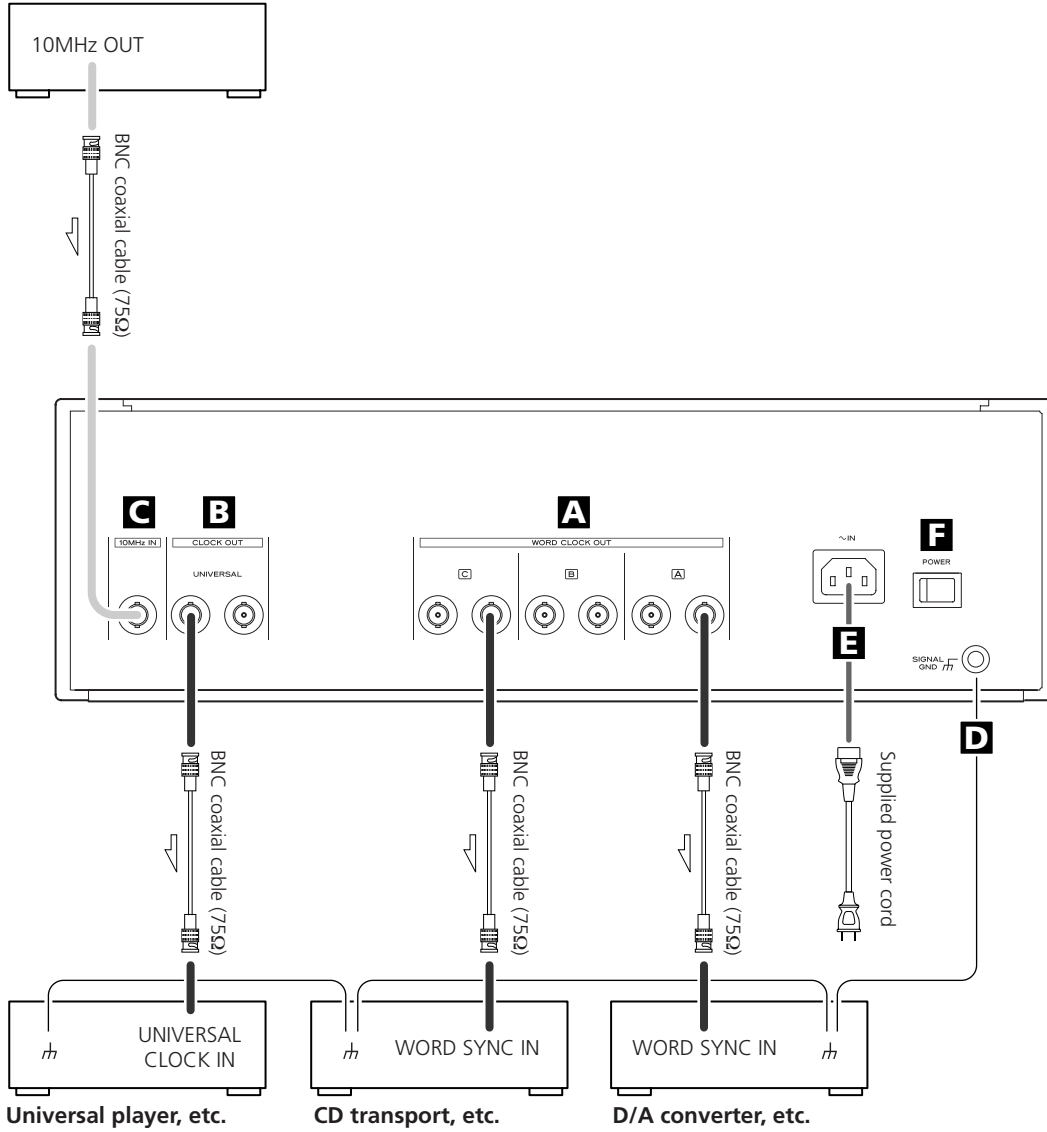 10MHz OUT
BNC coaxial cable (75Ω)
C
B
A
F
10MHz IN
CLOCK OUT
WORD CLOCK OUT
∼IN
POWER
UNIVERSAL
C
B
A
E
SIGNAL
GND
D
BNC coaxial cable (75Ω)
BNC coaxial cable (75Ω)
BNC coaxial cable (75Ω)
Supplied power cord
UNIVERSAL
CLOCK IN
WORD SYNC IN
WORD SYNC IN
Universal player, etc.
CD transport, etc.
D/A converter, etc.